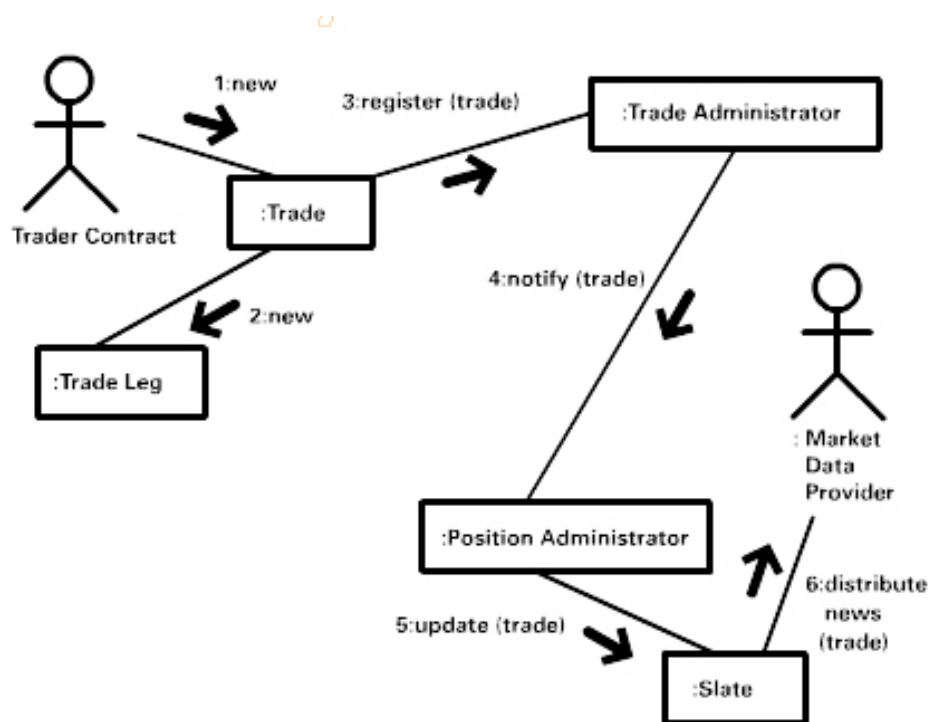 1:new
3:register (trade)
:Trade Administrator
:Trade
Trader Contract
4:notify (trade)
2:new
:Trade Leg
: Market
Data
Provider
:Position Administrator
6:distribute
news
(trade)
5:update (trade)
:Slate